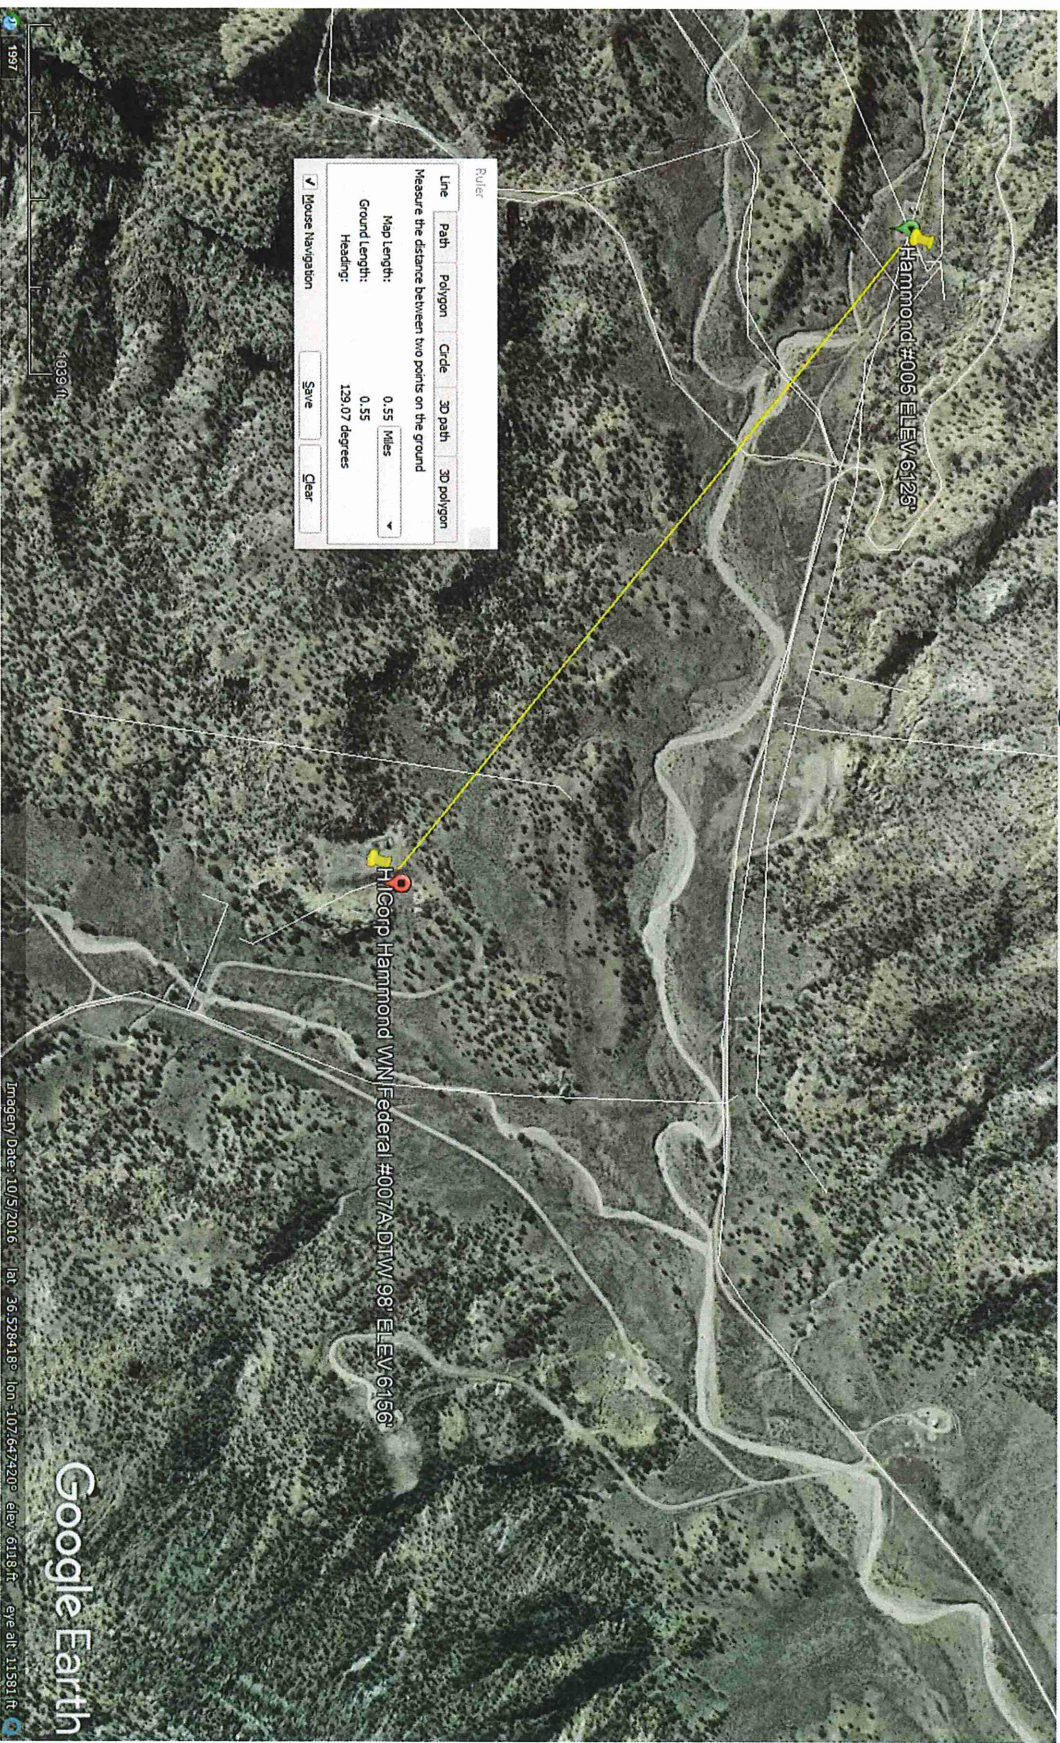 Hammond #005 ELEV 6125'
Ruler
Line Path Polygon Circle 3D path 3D polygon
Measure the distance between two points on the ground
Map Length: 0.55 Miles
Ground Length: 0.55
Heading: 129.07 degrees
Mouse Navigation Save Clear
HilCorp Hammond WN Federal #007A DTW 98' ELEV 6156'
Google Earth
1939 ft
1997
Imagery Date: 10/5/2016 lat 36.528418° lon -107.647420° elev 6118 ft eye alt 11581 ft